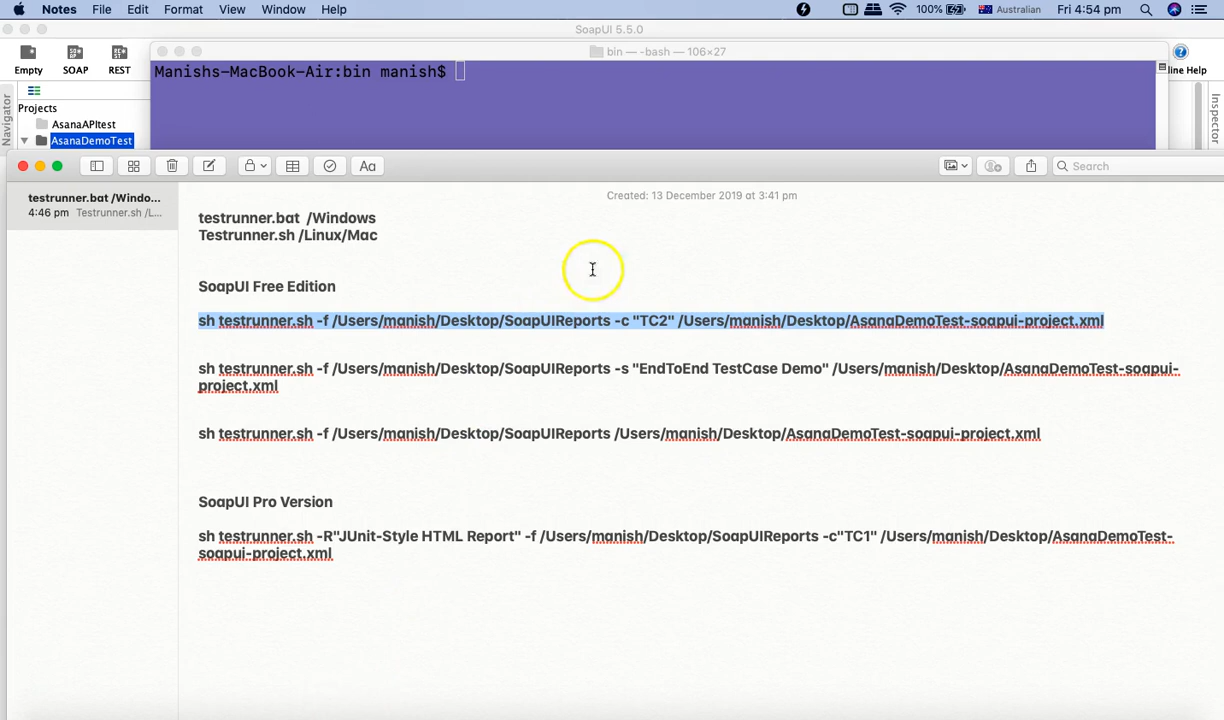 Notes File Edit Format View Window Help 100% Australian Fri 4:54 pm
SoapUI 5.5.0
bin — -bash — 106×27
Empty SOAP REST
line Help
Manishs-MacBook-Air:bin manish$
Navigator
Inspector
Projects
AsanaAPItest
AsanaDemoTest
Aa
Search
testrunner.bat /Windo...
4:46 pm Testrunner.sh /L...
Created: 13 December 2019 at 3:41 pm
testrunner.bat /Windows
Testrunner.sh /Linux/Mac
SoapUI Free Edition
sh testrunner.sh -f /Users/manish/Desktop/SoapUIReports -c "TC2" /Users/manish/Desktop/AsanaDemoTest-soapui-project.xml
sh testrunner.sh -f /Users/manish/Desktop/SoapUIReports -s "EndToEnd TestCase Demo" /Users/manish/Desktop/AsanaDemoTest-soapui-
project.xml
sh testrunner.sh -f /Users/manish/Desktop/SoapUIReports /Users/manish/Desktop/AsanaDemoTest-soapui-project.xml
SoapUI Pro Version
sh testrunner.sh -R"JUnit-Style HTML Report" -f /Users/manish/Desktop/SoapUIReports -c"TC1" /Users/manish/Desktop/AsanaDemoTest-
soapui-project.xml